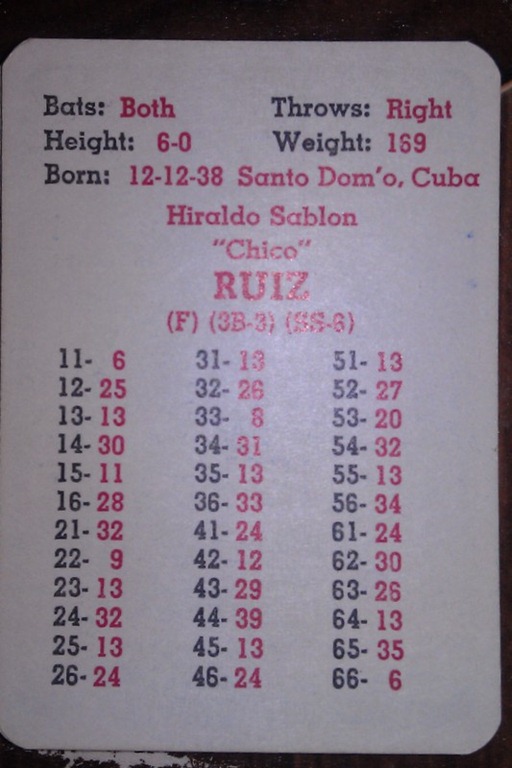 Bats: Both Throws: Right
Height: 6-0 Weight: 169
Born: 12-12-38 Santo Dom'o, Cuba
Hiraldo Sablon
"Chico"
RUIZ
(F) (3B-3) (SS-6)
11- 6 31- 13 51- 13
12- 25 32- 26 52- 27
13- 13 33- 8 53- 20
14- 30 34- 31 54- 32
15- 11 35- 13 55- 13
16- 28 36- 33 56- 34
21- 32 41- 24 61- 24
22- 9 42- 12 62- 30
23- 13 43- 29 63- 26
24- 32 44- 39 64- 13
25- 13 45- 13 65- 35
26- 24 46- 24 66- 6